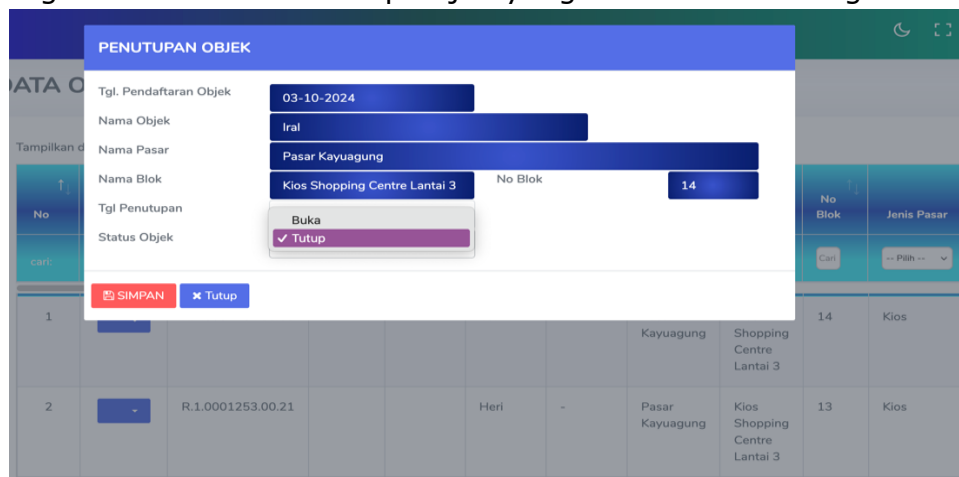 PENUTUPAN OBJEK
DATA O
Tgl. Pendaftaran Objek 03-10-2024
Nama Objek Iral
Nama Pasar Pasar Kayuagung
Nama Blok Kios Shopping Centre Lantai 3 No Blok 14
Tgl Penutupan
Status Objek
Buka
✓ Tutup
SIMPAN
Tutup
Tampilkan d
No
No Blok
Jenis Pasar
cari:
Cari
-- Pilih --
1 Kayuagung Shopping Centre Lantai 3 14 Kios
2 R.1.0001253.00.21 Heri - Pasar Kayuagung Kios Shopping Centre Lantai 3 13 Kios